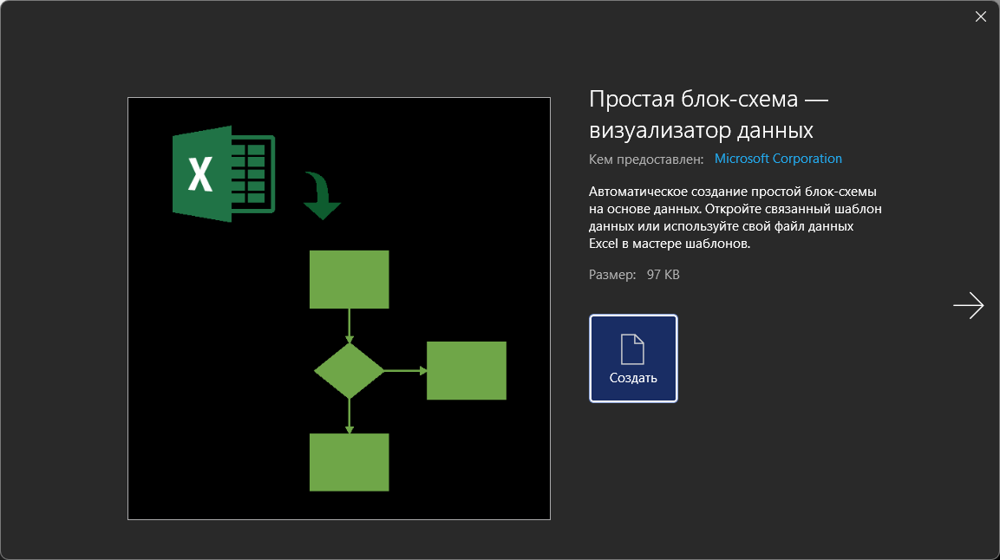 Простая блок-схема —
визуализатор данных
Кем предоставлен: Microsoft Corporation
Автоматическое создание простой блок-схемы
на основе данных. Откройте связанный шаблон
данных или используйте свой файл данных
Excel в мастере шаблонов.
Размер: 97 KB
Создать
X